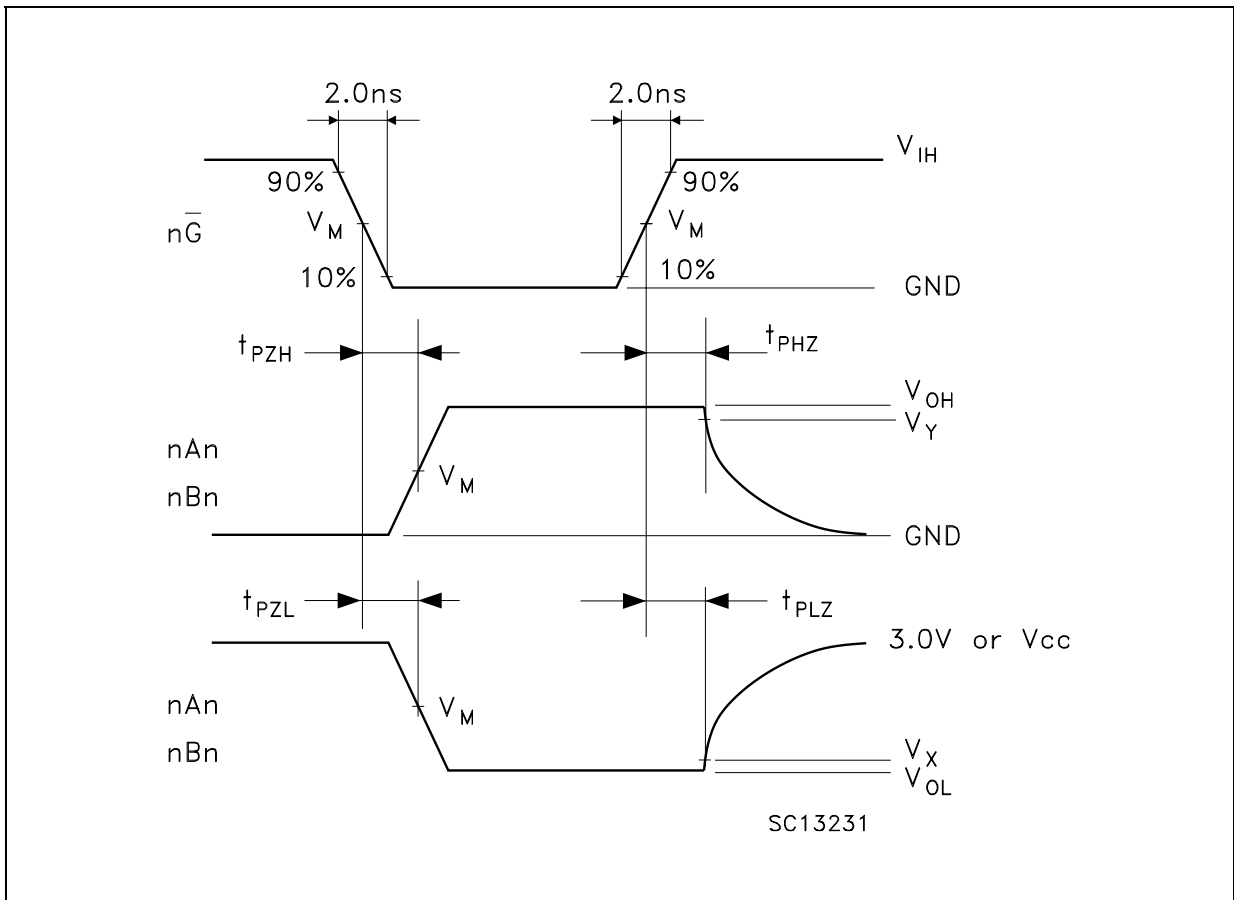 2.0ns 2.0ns
V_IH
90% 90%
nG̅ V_M V_M
10% 10%
GND
t_PZH t_PHZ
V_OH
V_Y
nAn V_M
nBn
GND
t_PZL t_PLZ
3.0V or Vcc
nAn V_M
nBn V_X
V_OL
SC13231